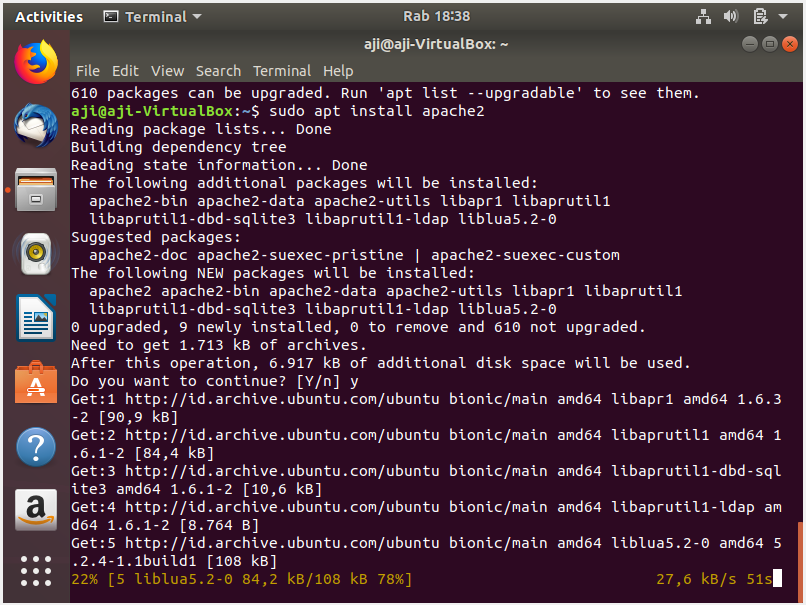 Activities Terminal Rab 18:38
aji@aji-VirtualBox: ~
File Edit View Search Terminal Help
610 packages can be upgraded. Run 'apt list --upgradable' to see them.
aji@aji-VirtualBox:~$ sudo apt install apache2
Reading package lists... Done
Building dependency tree
Reading state information... Done
The following additional packages will be installed:
  apache2-bin apache2-data apache2-utils libapr1 libaprutil1
  libaprutil1-dbd-sqlite3 libaprutil1-ldap liblua5.2-0
Suggested packages:
  apache2-doc apache2-suexec-pristine | apache2-suexec-custom
The following NEW packages will be installed:
  apache2 apache2-bin apache2-data apache2-utils libapr1 libaprutil1
  libaprutil1-dbd-sqlite3 libaprutil1-ldap liblua5.2-0
0 upgraded, 9 newly installed, 0 to remove and 610 not upgraded.
Need to get 1.713 kB of archives.
After this operation, 6.917 kB of additional disk space will be used.
Do you want to continue? [Y/n] y
Get:1 http://id.archive.ubuntu.com/ubuntu bionic/main amd64 libapr1 amd64 1.6.3
-2 [90,9 kB]
Get:2 http://id.archive.ubuntu.com/ubuntu bionic/main amd64 libaprutil1 amd64 1
.6.1-2 [84,4 kB]
Get:3 http://id.archive.ubuntu.com/ubuntu bionic/main amd64 libaprutil1-dbd-sql
ite3 amd64 1.6.1-2 [10,6 kB]
Get:4 http://id.archive.ubuntu.com/ubuntu bionic/main amd64 libaprutil1-ldap am
d64 1.6.1-2 [8.764 B]
Get:5 http://id.archive.ubuntu.com/ubuntu bionic/main amd64 liblua5.2-0 amd64 5
.2.4-1.1build1 [108 kB]
22% [5 liblua5.2-0 84,2 kB/108 kB 78%] 27,6 kB/s 51s